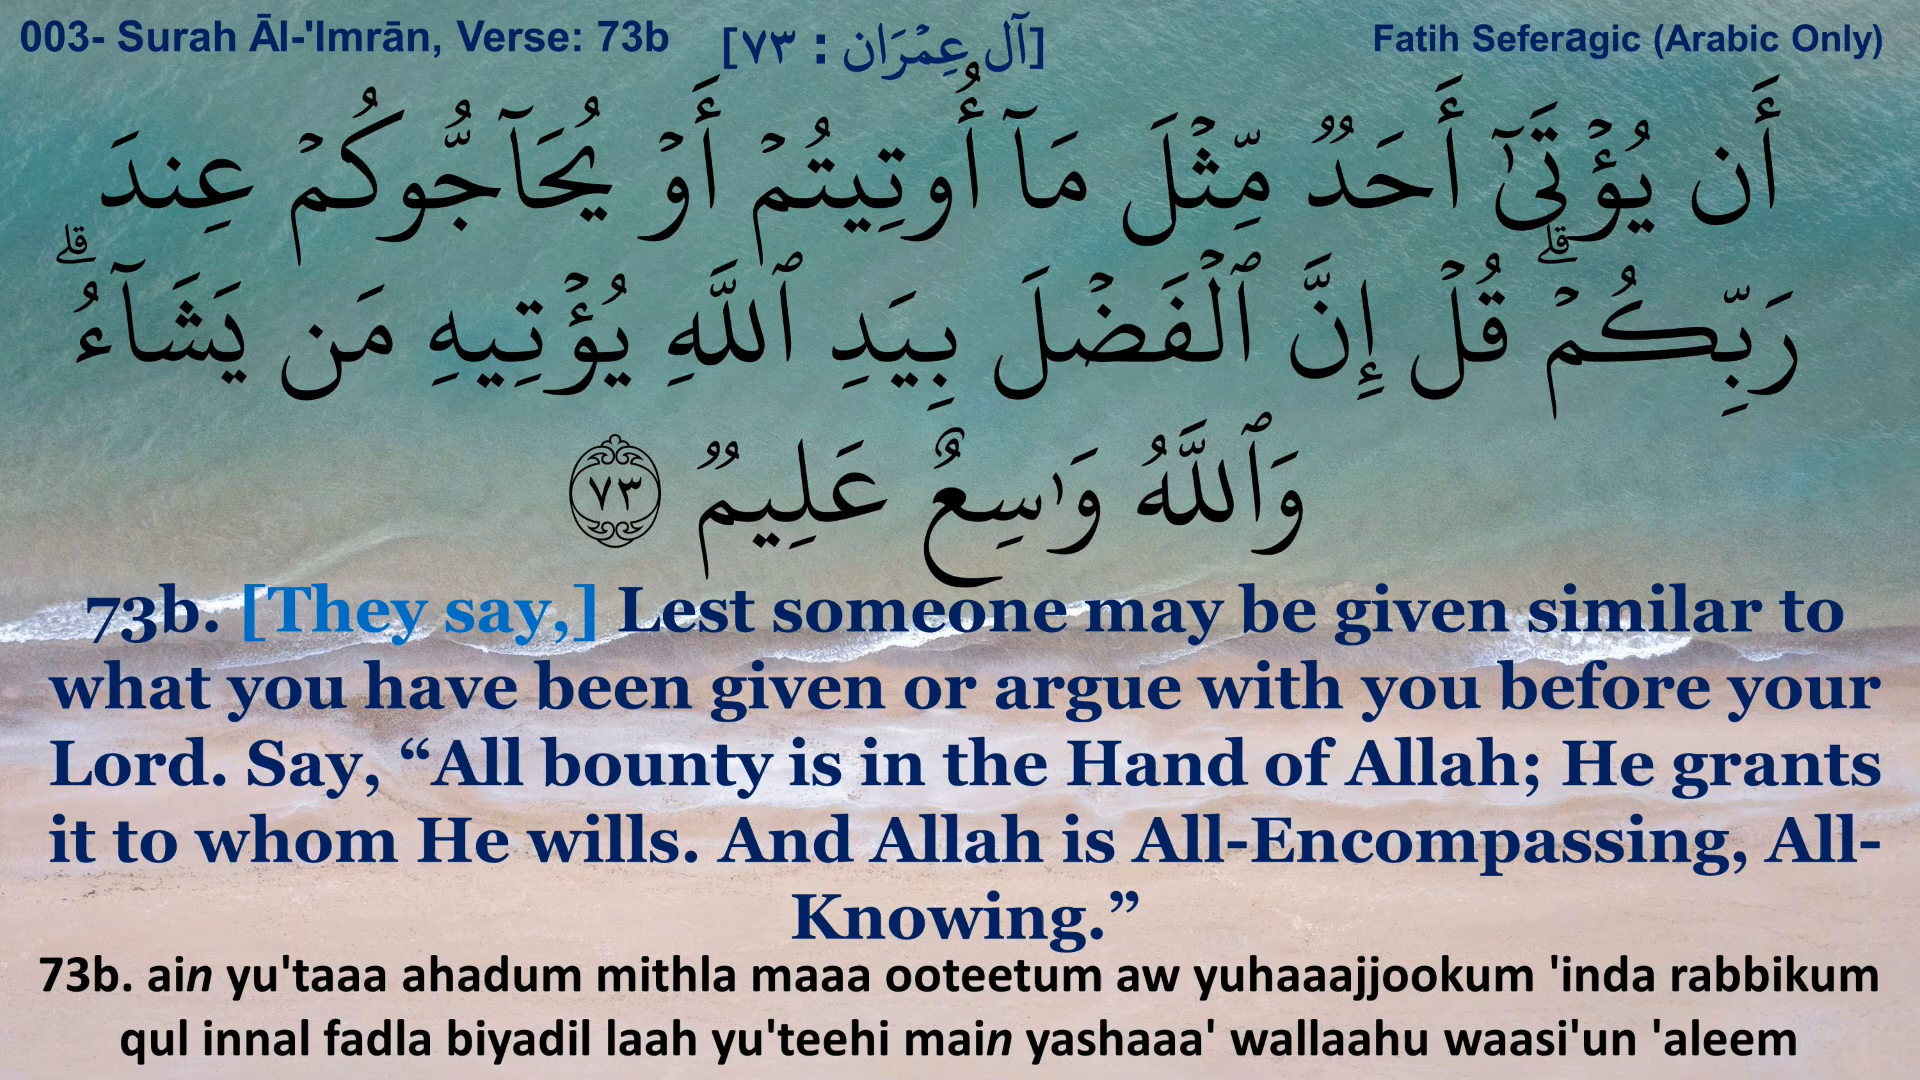 003- Surah Āl-'Imrān, Verse: 73b
[آل عِمْرَان : ٧٣]
Fatih Seferagic (Arabic Only)
أَن يُؤۡتَىٰٓ أَحَدٞ مِّثۡلَ مَآ أُوتِيتُمۡ أَوۡ يُحَآجُّوكُمۡ عِندَ
رَبِّكُمۡۗ قُلۡ إِنَّ ٱلۡفَضۡلَ بِيَدِ ٱللَّهِ يُؤۡتِيهِ مَن يَشَآءُۗ
وَٱللَّهُ وَٰسِعٌ عَلِيمٞ ٧٣
73b. [They say,] Lest someone may be given similar to
what you have been given or argue with you before your
Lord. Say, “All bounty is in the Hand of Allah; He grants
it to whom He wills. And Allah is All-Encompassing, All-
Knowing.”
73b. ain yu'taaa ahadum mithla maaa ooteetum aw yuhaaajjookum 'inda rabbikum
qul innal fadla biyadil laah yu'teehi main yashaaa' wallaahu waasi'un 'aleem